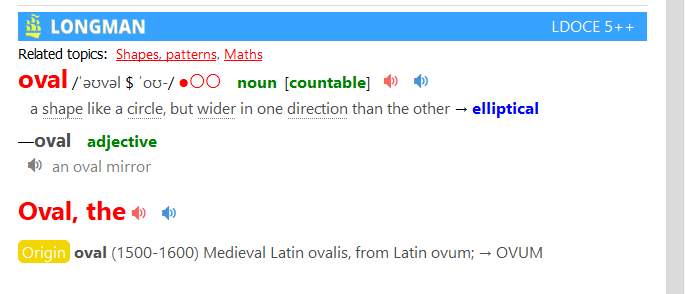 LONGMAN LDOCE 5++
Related topics: Shapes, patterns, Maths
oval /ˈəʊvəl $ ˈoʊ-/ ●○○ noun [countable]
a shape like a circle, but wider in one direction than the other → elliptical
—oval adjective
an oval mirror
Oval, the
Origin oval (1500-1600) Medieval Latin ovalis, from Latin ovum; → OVUM